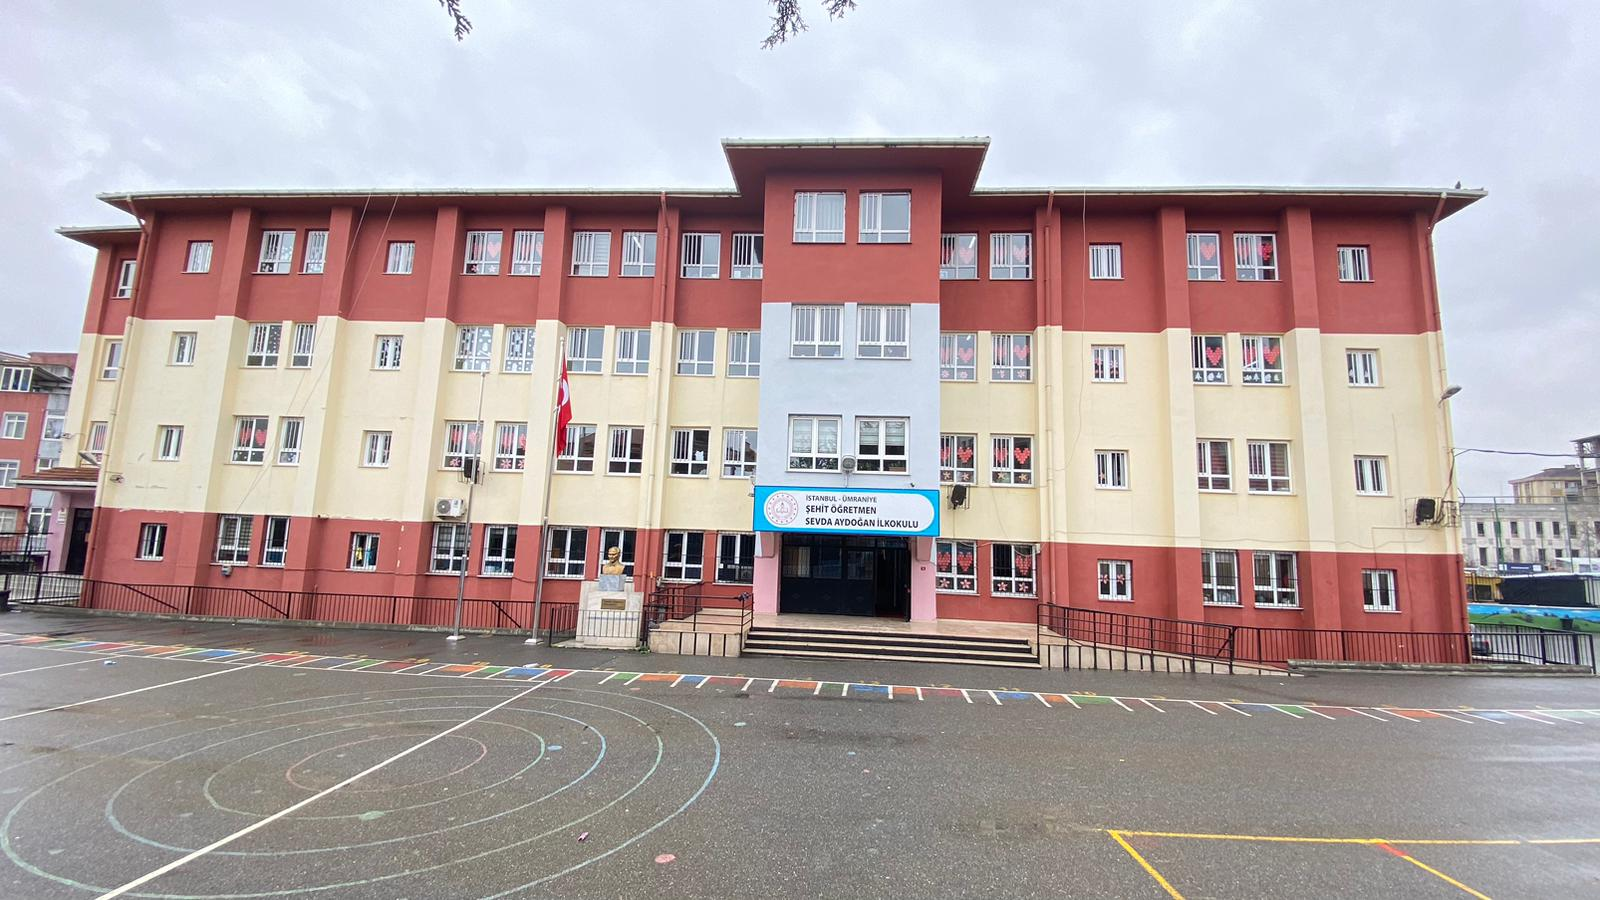 İSTANBUL - ÜMRANİYE
ŞEHİT ÖĞRETMEN
SEVDA AYDOĞAN İLKOKULU